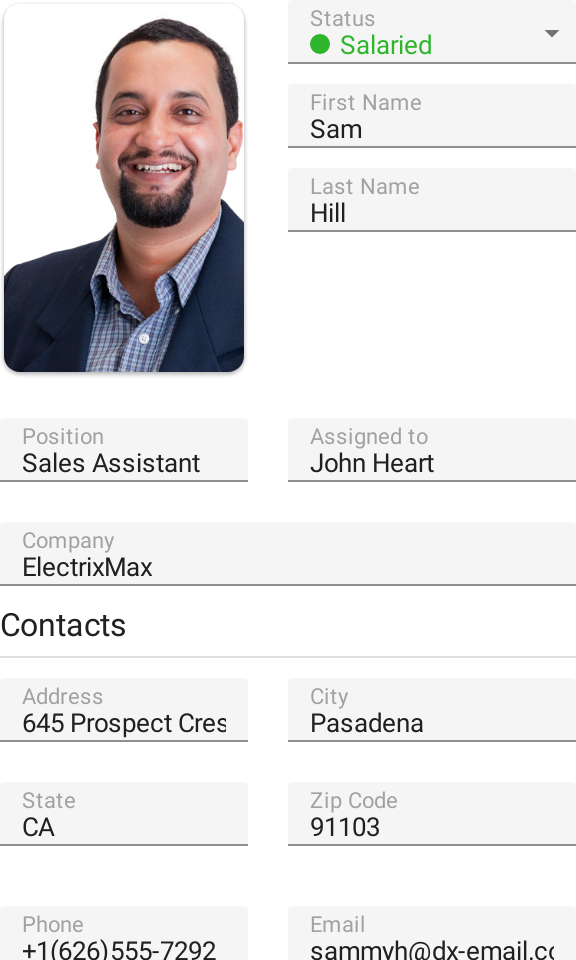 Status
Salaried
First Name
Sam
Last Name
Hill
Position
Sales Assistant
Assigned to
John Heart
Company
ElectrixMax
Contacts
Address
645 Prospect Cres
City
Pasadena
State
CA
Zip Code
91103
Phone
+1(626)555-7292
Email
sammyh@dx-email.co